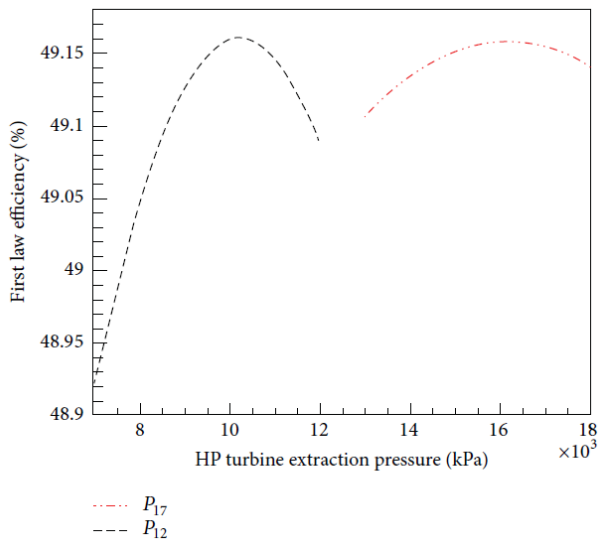 First law efficiency (%)
49.15
49.1
49.05
49
48.95
48.9
8 10 12 14 16 18
×10³
HP turbine extraction pressure (kPa)
P₁₇
P₁₂